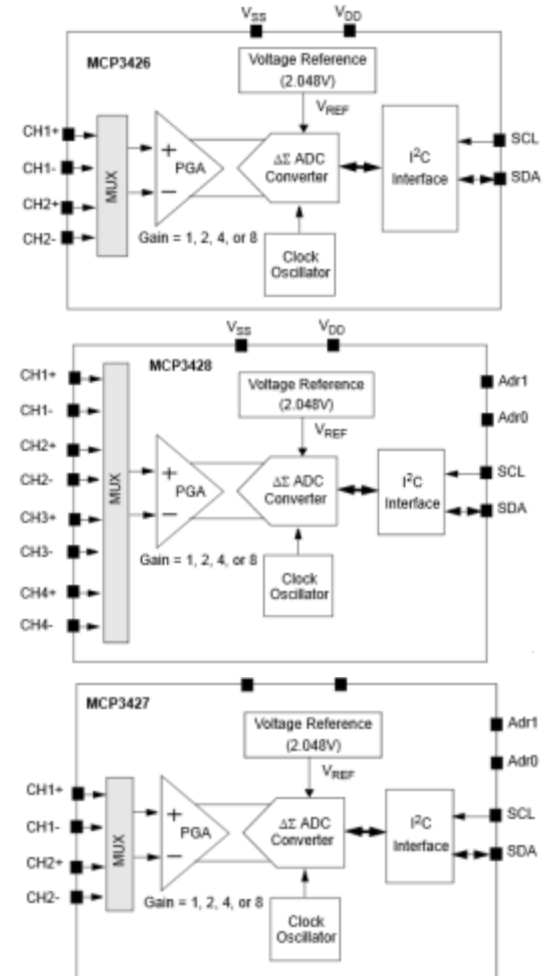 VSS
VDD
MCP3426
Voltage Reference
(2.048V)
VREF
CH1+
CH1-
CH2+
CH2-
MUX
+
−
PGA
ΔΣ ADC
Converter
I2C
Interface
SCL
SDA
Gain = 1, 2, 4, or 8
Clock
Oscillator
VSS
VDD
MCP3428
Voltage Reference
(2.048V)
VREF
CH1+
CH1-
CH2+
CH2-
CH3+
CH3-
CH4+
CH4-
MUX
+
−
PGA
ΔΣ ADC
Converter
I2C
Interface
Adr1
Adr0
SCL
SDA
Gain = 1, 2, 4, or 8
Clock
Oscillator
MCP3427
Voltage Reference
(2.048V)
VREF
CH1+
CH1-
CH2+
CH2-
MUX
+
−
PGA
ΔΣ ADC
Converter
I2C
Interface
Adr1
Adr0
SCL
SDA
Gain = 1, 2, 4, or 8
Clock
Oscillator